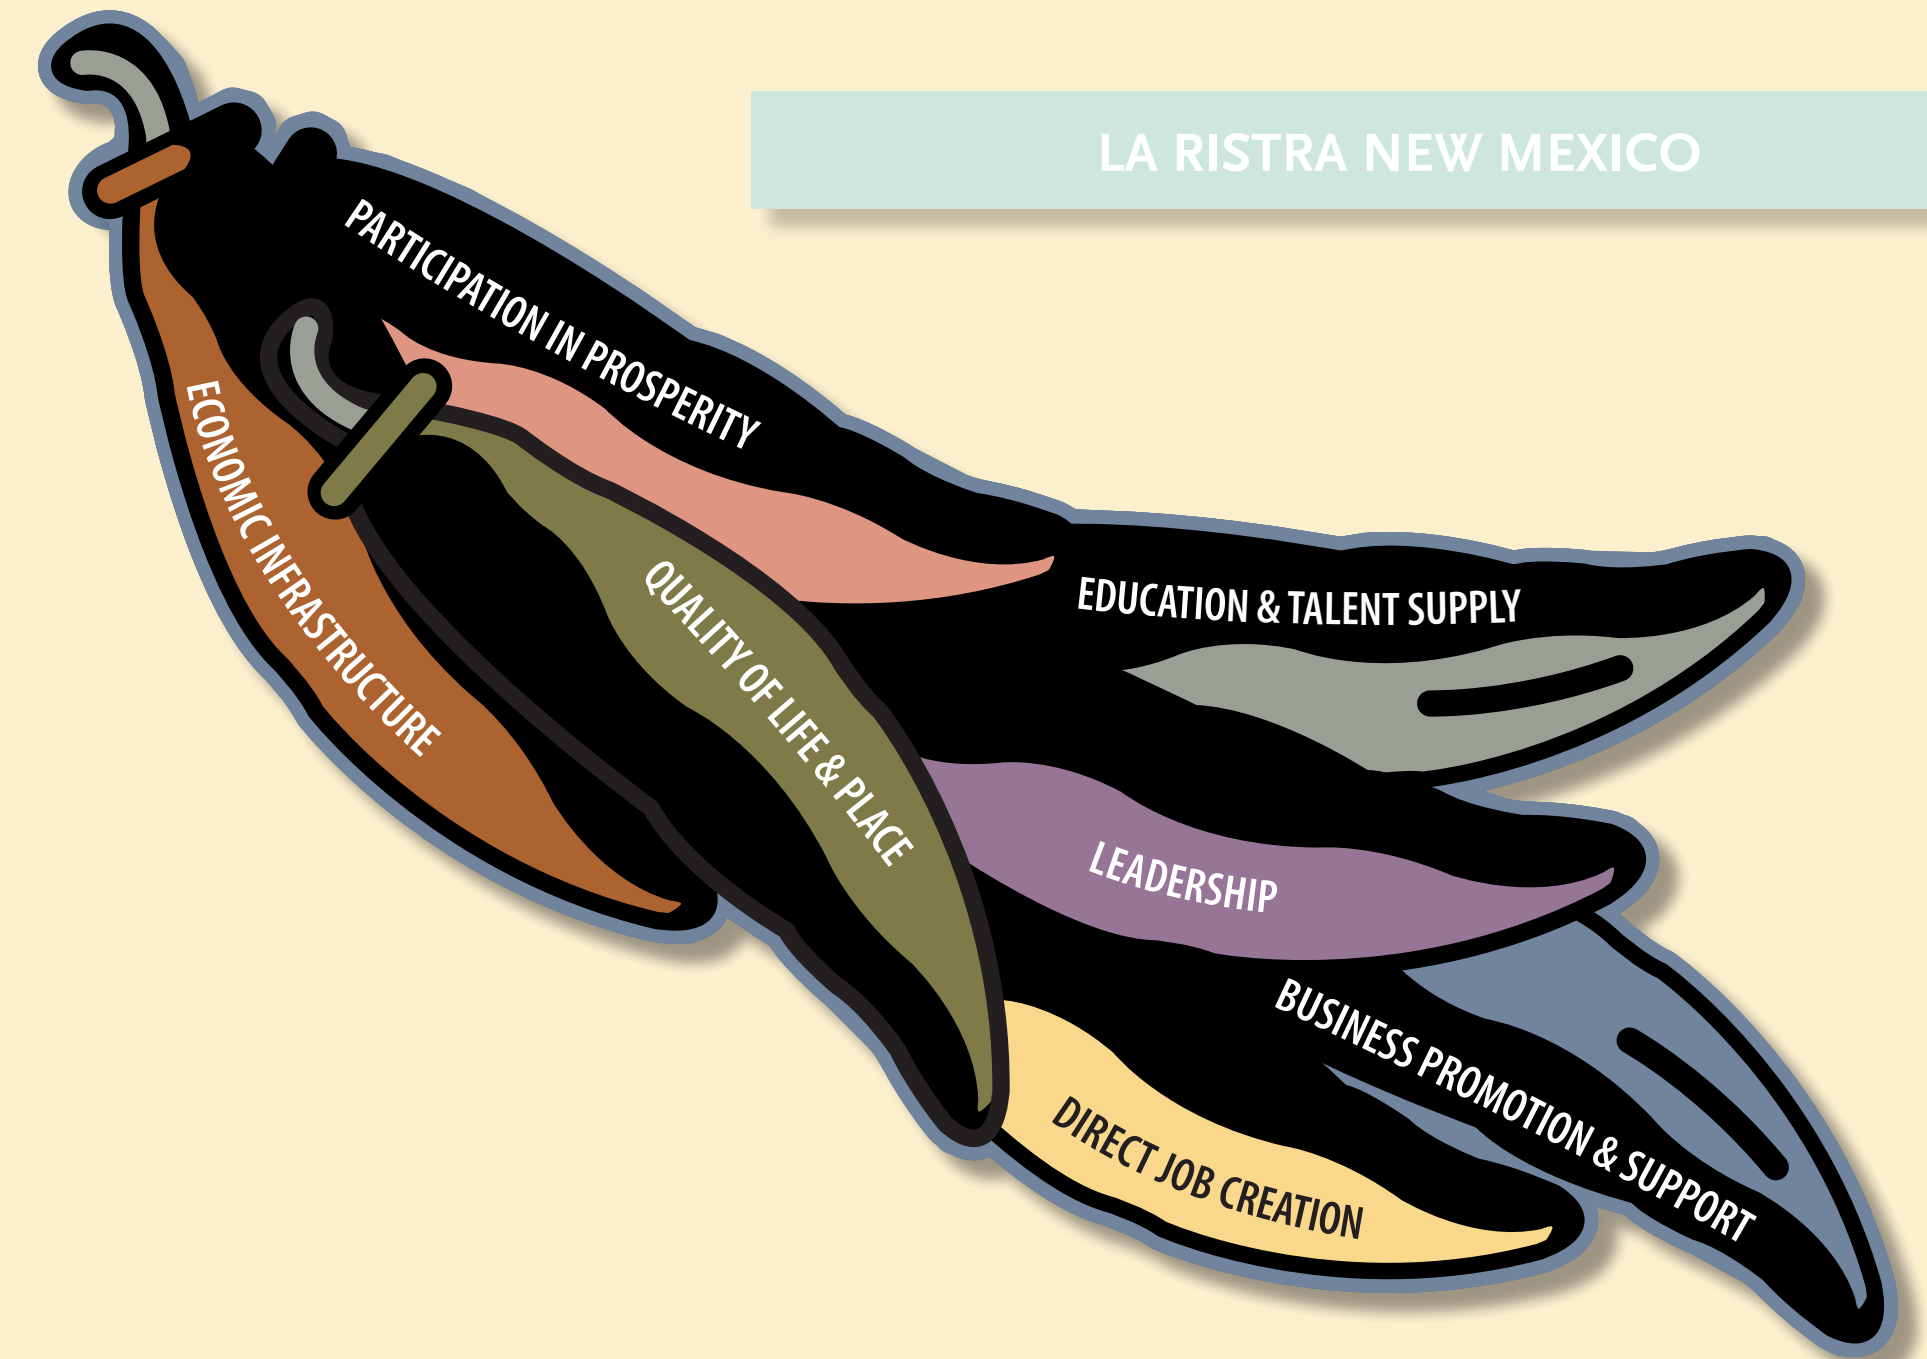 LA RISTRA NEW MEXICO
PARTICIPATION IN PROSPERITY
ECONOMIC INFRASTRUCTURE
QUALITY OF LIFE & PLACE
EDUCATION & TALENT SUPPLY
LEADERSHIP
BUSINESS PROMOTION & SUPPORT
DIRECT JOB CREATION